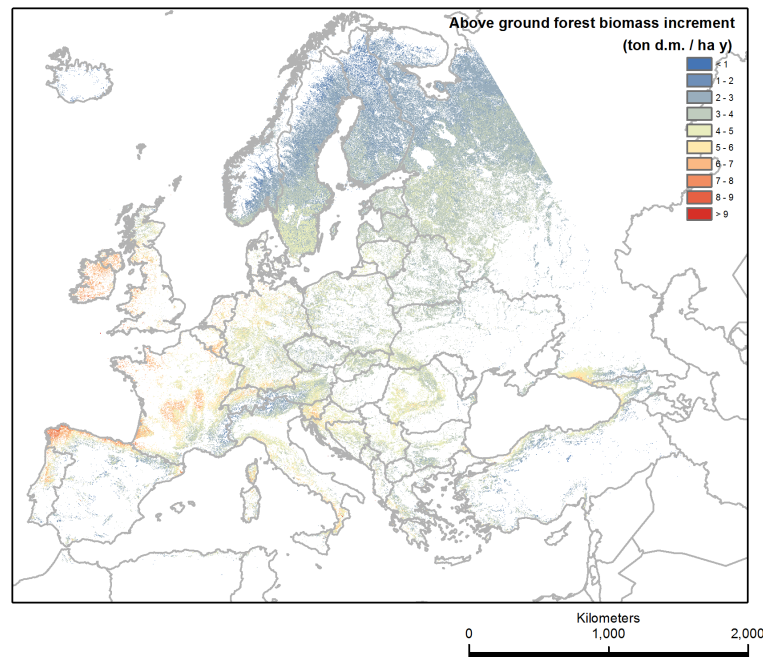 Above ground forest biomass increment
(ton d.m. / ha y)
< 1
1 - 2
2 - 3
3 - 4
4 - 5
5 - 6
6 - 7
7 - 8
8 - 9
> 9
Kilometers
0 1,000 2,000